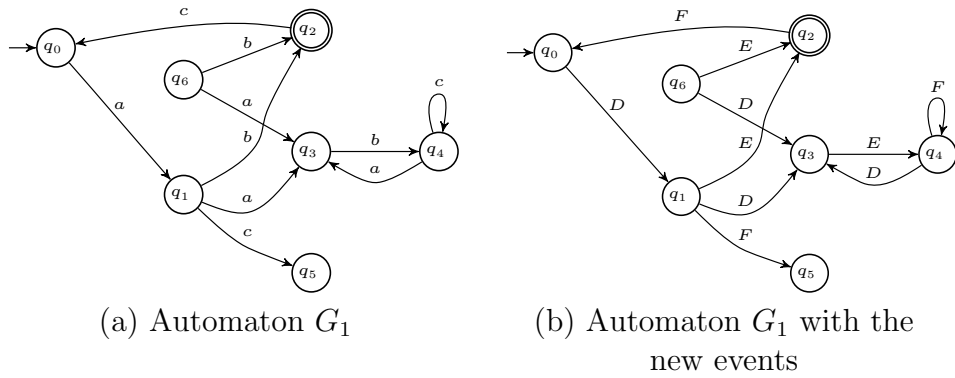 c
q0
q2
b
q6
a
a
c
b
q3
b
q4
a
q1
a
c
q5
(a) Automaton G1
F
q0
q2
E
q6
D
D
F
E
q3
E
q4
D
q1
D
F
q5
(b) Automaton G1 with the
new events